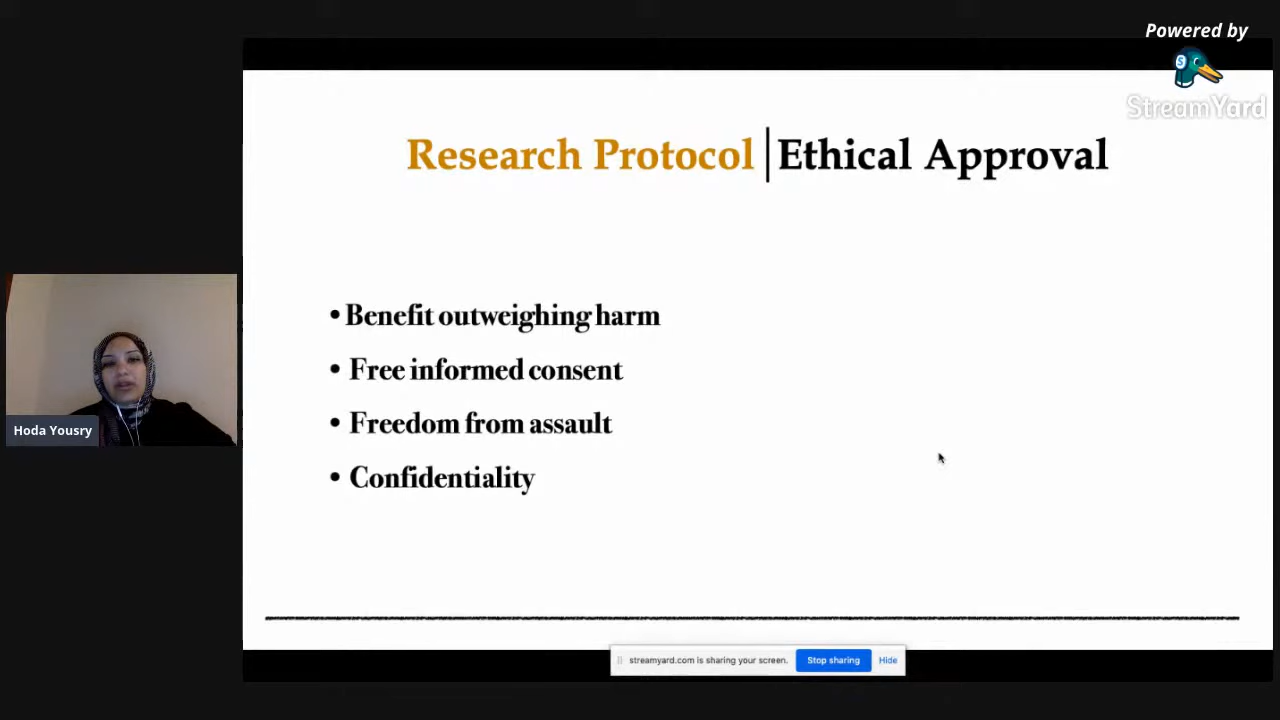 Powered by
StreamYard
Research Protocol | Ethical Approval
• Benefit outweighing harm
• Free informed consent
• Freedom from assault
• Confidentiality
Hoda Yousry
streamyard.com is sharing your screen. Stop sharing Hide